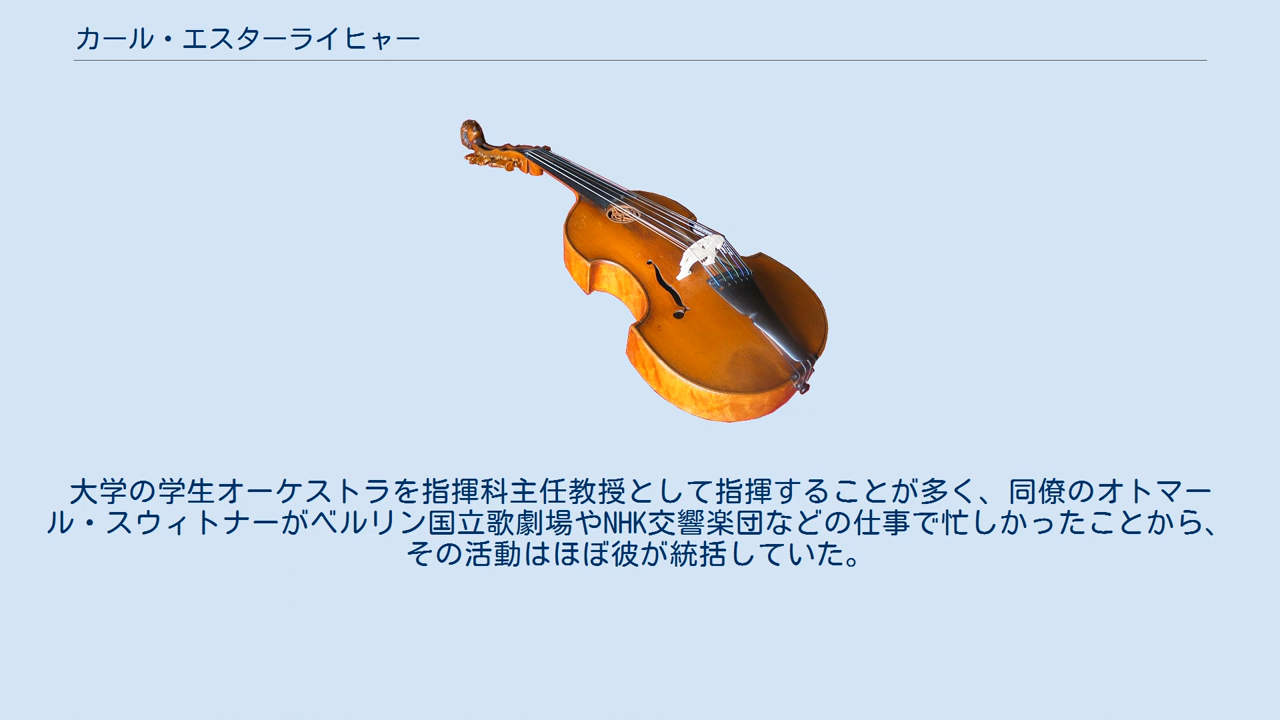 カール・エスターライヒャー
大学の学生オーケストラを指揮科主任教授として指揮することが多く、同僚のオトマー
ル・スウィトナーがベルリン国立歌劇場やNHK交響楽団などの仕事で忙しかったことから、
その活動はほぼ彼が統括していた。